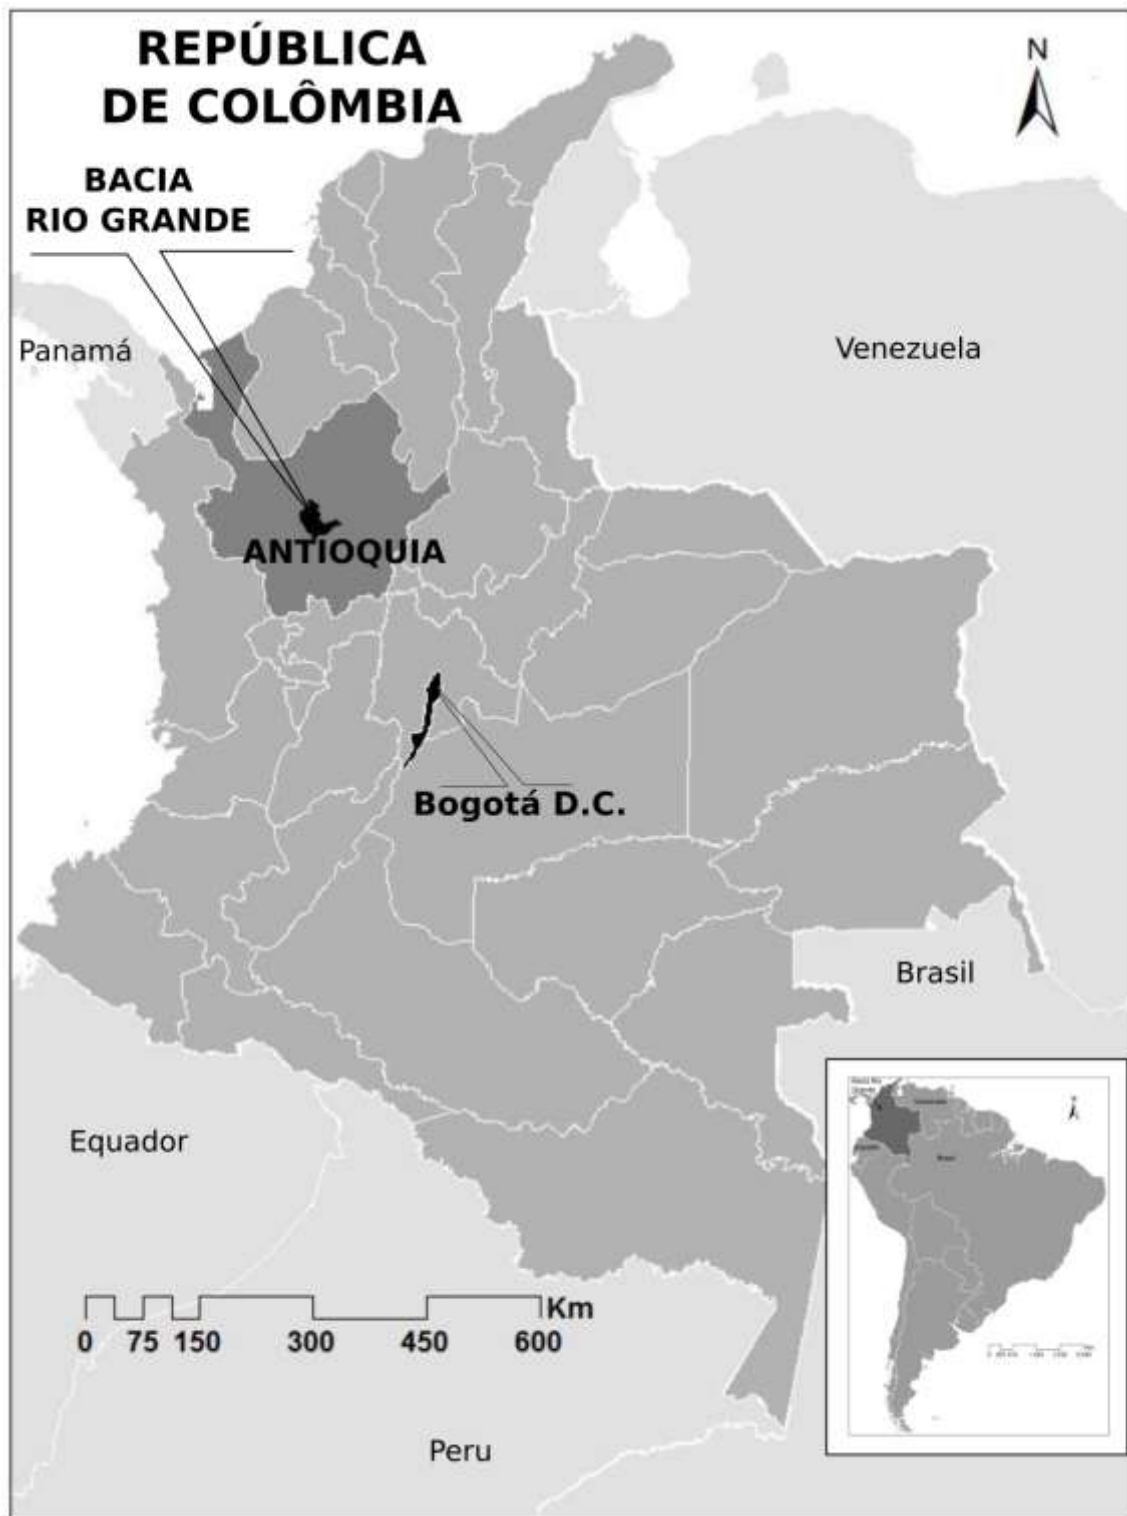 REPÚBLICA
DE COLÔMBIA
N
BACIA
RIO GRANDE
Panamá
Venezuela
ANTIOQUIA
Bogotá D.C.
Brasil
Equador
Km
0 75 150 300 450 600
Peru
Brasil